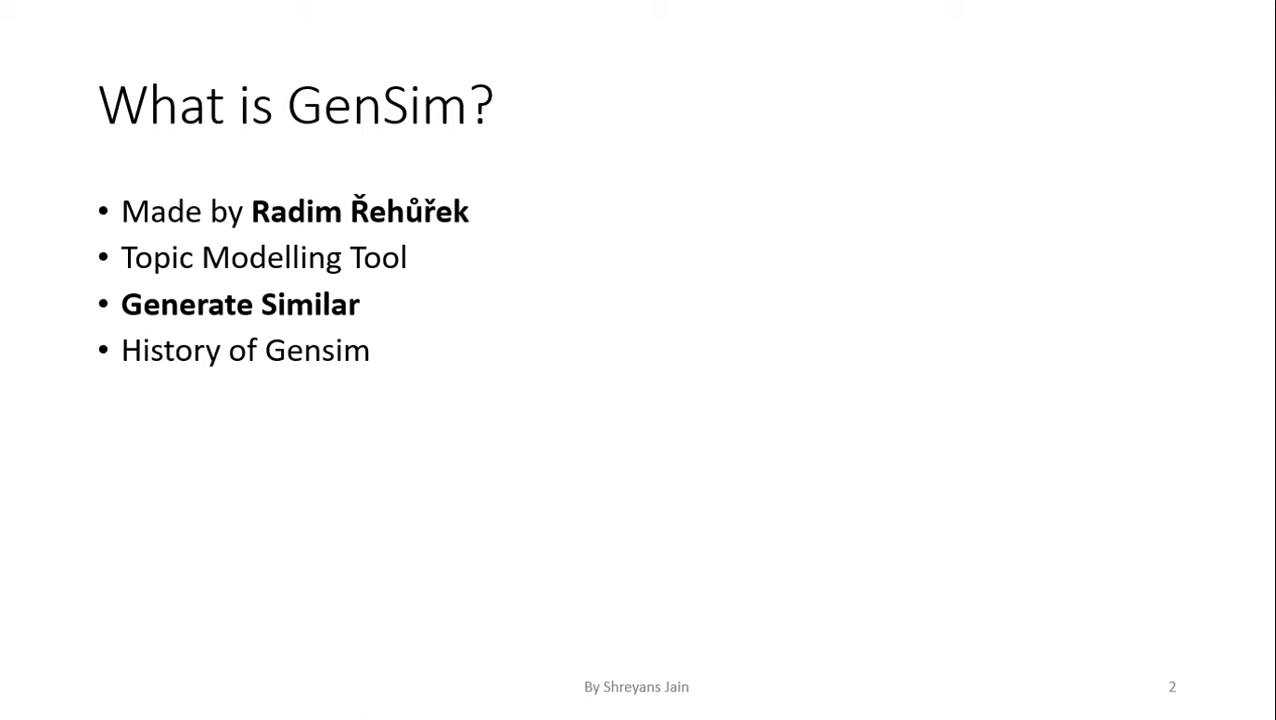 What is GenSim?
• Made by Radim Řehůřek
• Topic Modelling Tool
• Generate Similar
• History of Gensim
By Shreyans Jain
2